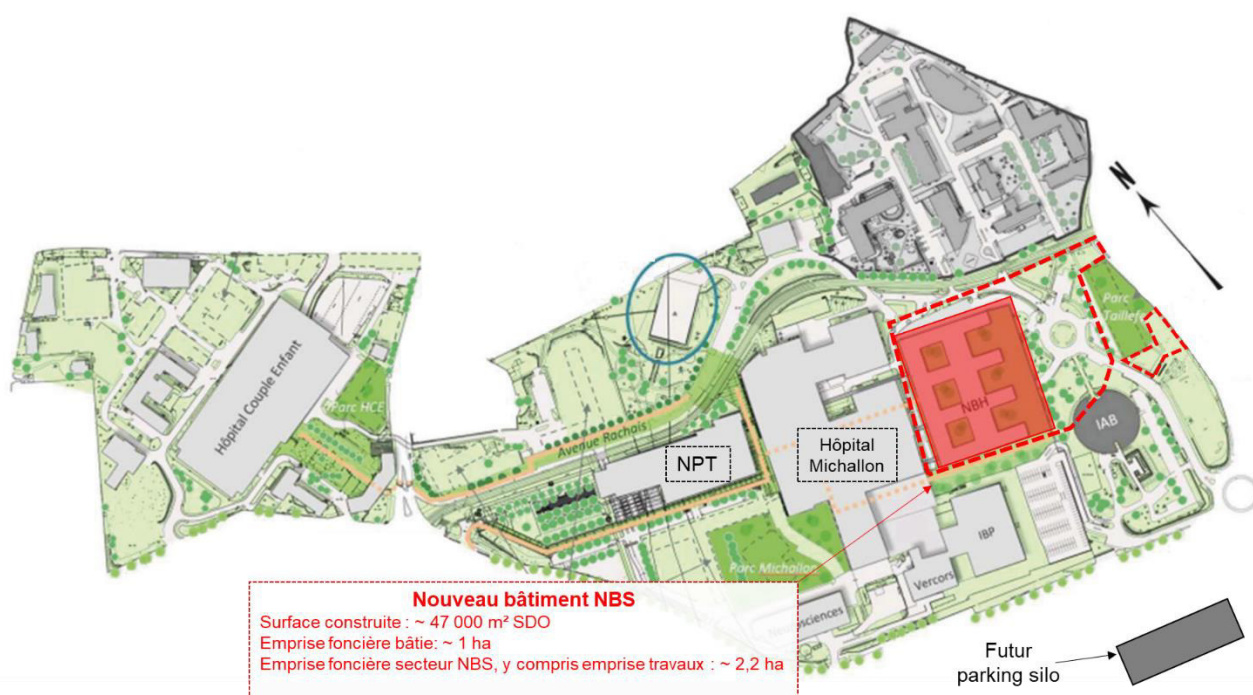 N
Parc
Taillefer
Hôpital Couple Enfant
Parc HCE
Avenue Rachais
NBH
IAB
NPT
Hôpital
Michallon
IBP
Parc Michallon
Vercors
Nouveau bâtiment NBS
Surface construite : ~ 47 000 m² SDO
Emprise foncière bâtie: ~ 1 ha
Emprise foncière secteur NBS, y compris emprise travaux : ~ 2,2 ha
Futur
parking silo